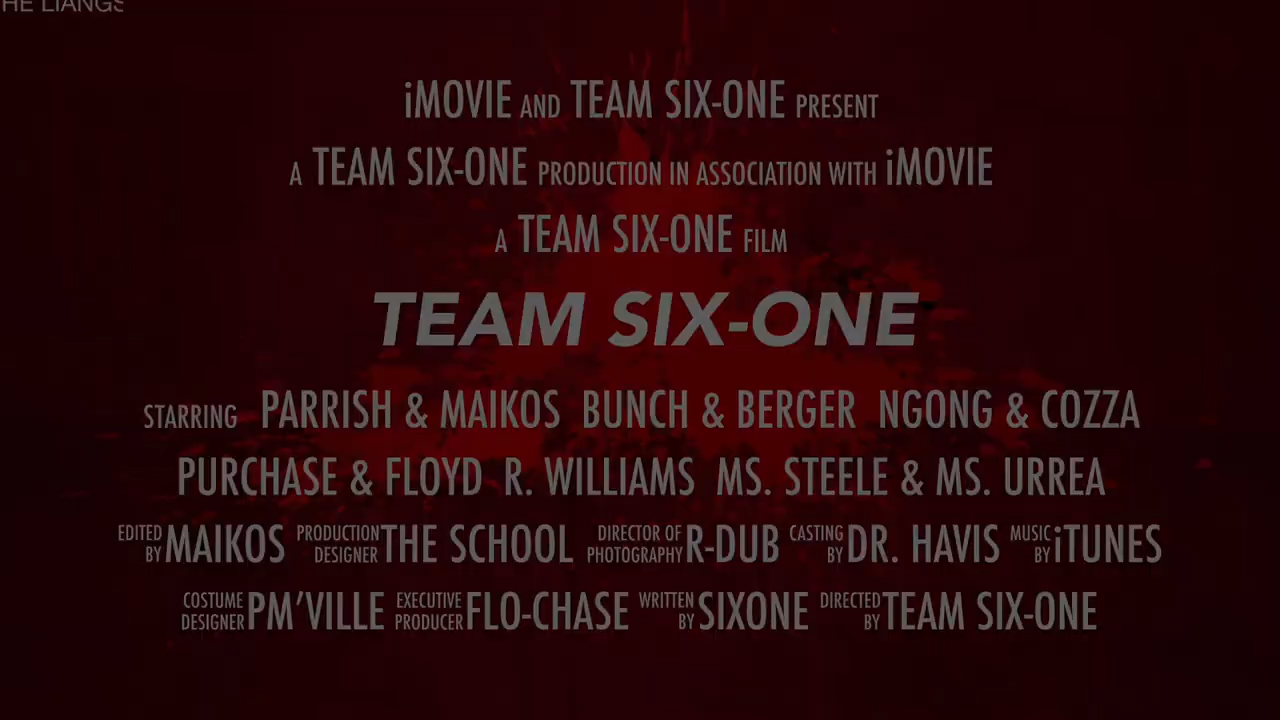 HE LIANGS
iMOVIE AND TEAM SIX-ONE PRESENT
A TEAM SIX-ONE PRODUCTION IN ASSOCIATION WITH iMOVIE
A TEAM SIX-ONE FILM
TEAM SIX-ONE
STARRING PARRISH & MAIKOS BUNCH & BERGER NGONG & COZZA
PURCHASE & FLOYD R. WILLIAMS MS. STEELE & MS. URREA
EDITED BY MAIKOS PRODUCTION DESIGNER THE SCHOOL DIRECTOR OF PHOTOGRAPHY R-DUB CASTING BY DR. HAVIS MUSIC BY iTUNES
COSTUME DESIGNER PM'VILLE EXECUTIVE PRODUCER FLO-CHASE WRITTEN BY SIXONE DIRECTED BY TEAM SIX-ONE